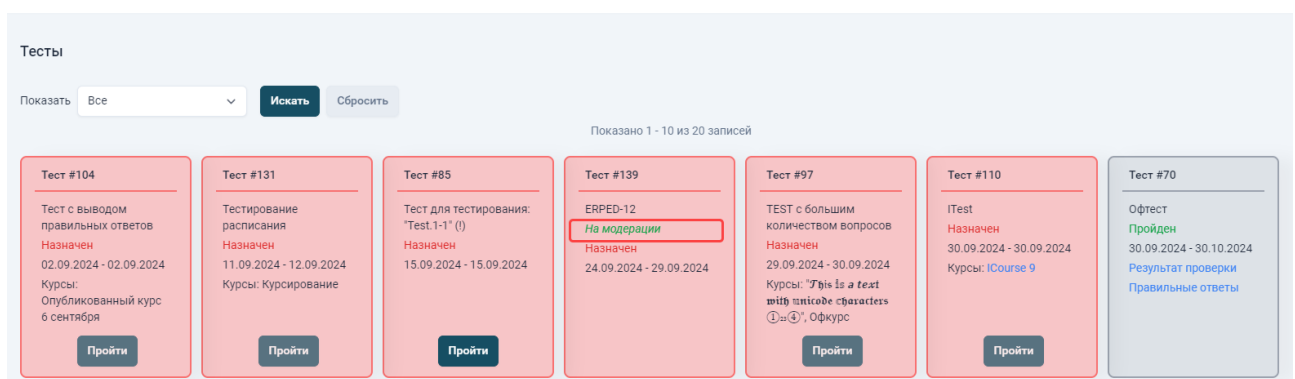 Тесты
Показать Все Искать Сбросить
Показано 1 - 10 из 20 записей
Тест #104
Тест с выводом
правильных ответов
Назначен
02.09.2024 - 02.09.2024
Курсы:
Опубликованный курс
6 сентября
Пройти
Тест #131
Тестирование
расписания
Назначен
11.09.2024 - 12.09.2024
Курсы: Курсирование
Пройти
Тест #85
Тест для тестирования:
"Test.1-1" (!)
Назначен
15.09.2024 - 15.09.2024
Пройти
Тест #139
ERPED-12
На модерации
Назначен
24.09.2024 - 29.09.2024
Тест #97
TEST с большим
количеством вопросов
Назначен
29.09.2024 - 30.09.2024
Курсы: "This is a text
with unicode characters
①::④", Офкурс
Пройти
Тест #110
ITest
Назначен
30.09.2024 - 30.09.2024
Курсы: ICourse 9
Пройти
Тест #70
Офтест
Пройден
30.09.2024 - 30.10.2024
Результат проверки
Правильные ответы